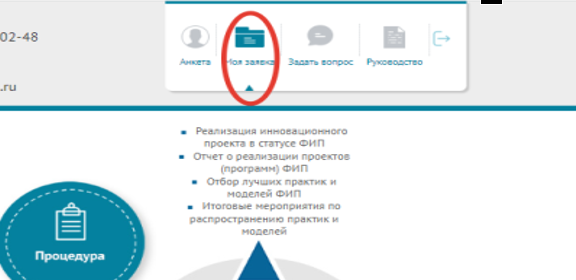 02-48
.ru
Анкета Моя заявка Задать вопрос Руководство
Реализация инновационного
проекта в статусе ФИП
Отчет о реализации проектов
(программ) ФИП
Отбор лучших практик и
моделей ФИП
Итоговые мероприятия по
распространению практик и
моделей
Процедура